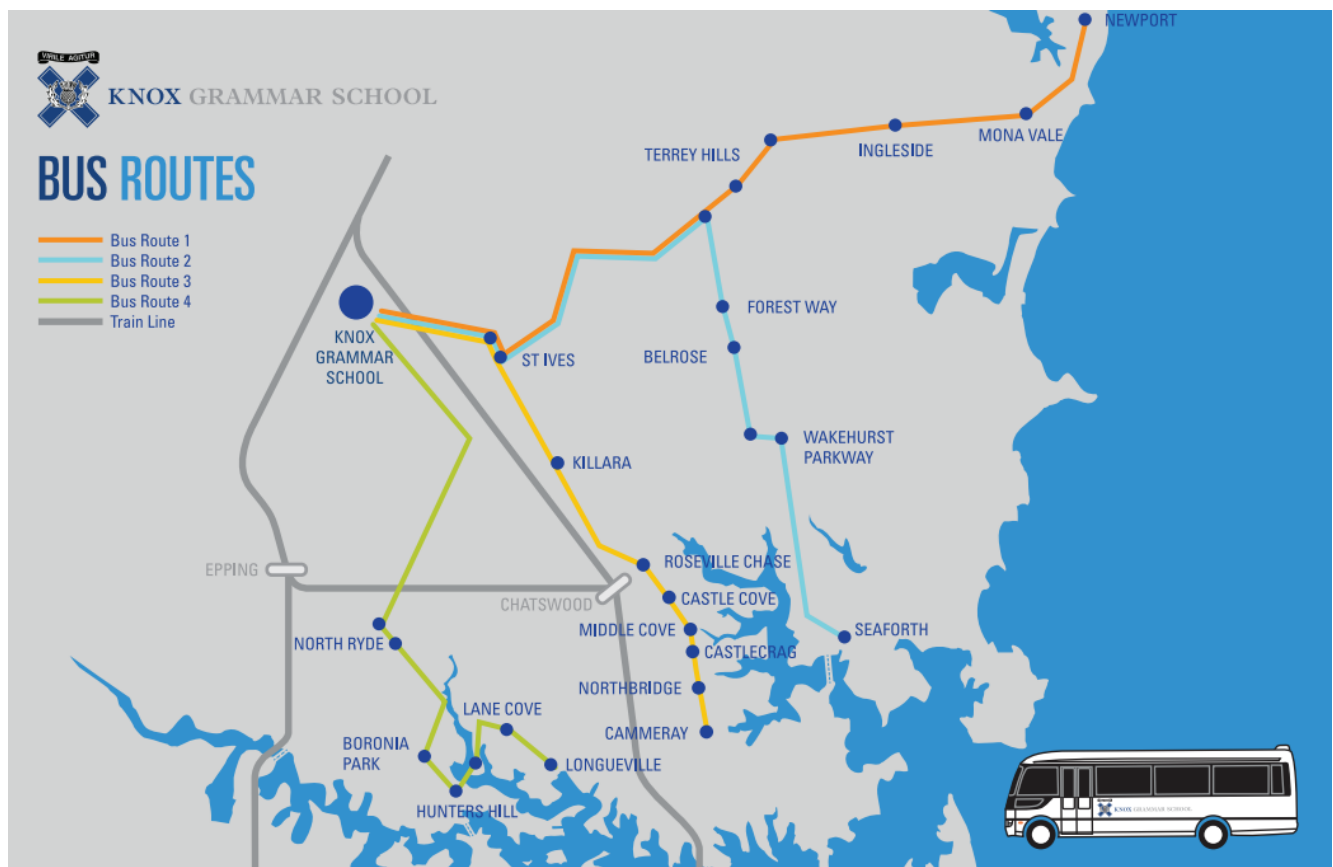 VIRILE AGITUR
KNOX GRAMMAR SCHOOL
BUS ROUTES
Bus Route 1
Bus Route 2
Bus Route 3
Bus Route 4
Train Line
NEWPORT
MONA VALE
INGLESIDE
TERREY HILLS
FOREST WAY
BELROSE
WAKEHURST
PARKWAY
SEAFORTH
KNOX
GRAMMAR
SCHOOL
ST IVES
KILLARA
ROSEVILLE CHASE
CASTLE COVE
MIDDLE COVE
CASTLECRAG
NORTHBRIDGE
CAMMERAY
EPPING
CHATSWOOD
NORTH RYDE
LANE COVE
BORONIA
PARK
LONGUEVILLE
HUNTERS HILL
KNOX GRAMMAR SCHOOL